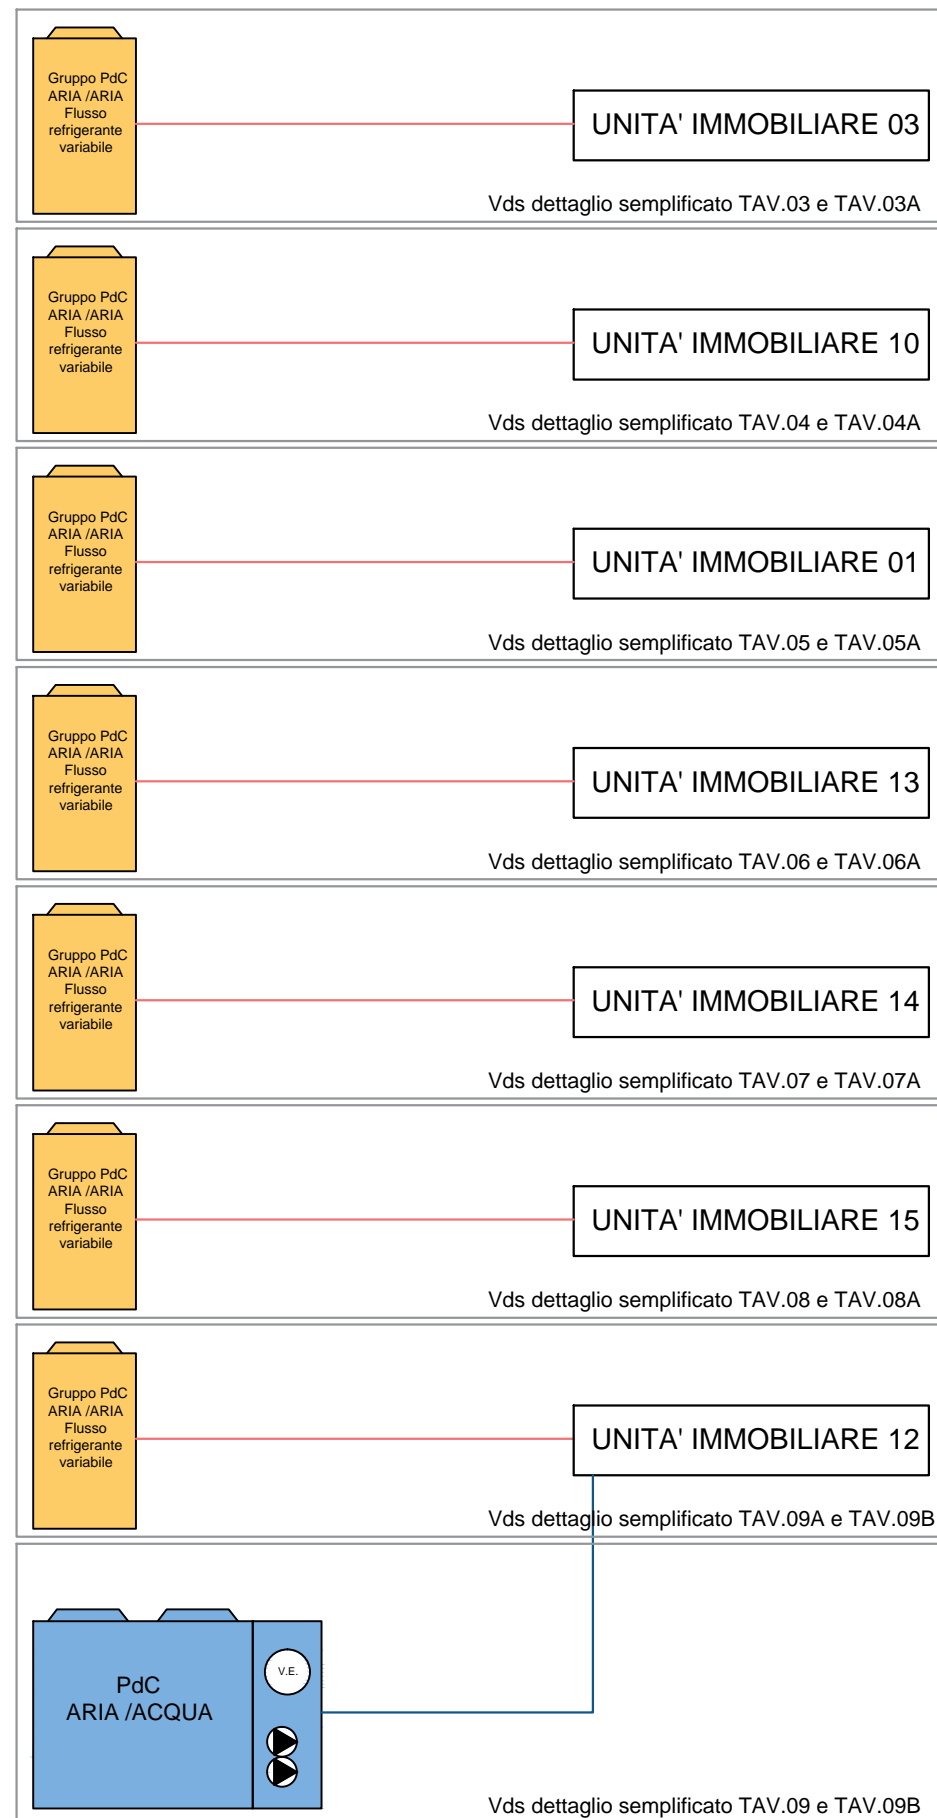 Gruppo PdC
ARIA /ARIA
Flusso
refrigerante
variabile
UNITA' IMMOBILIARE 03
Vds dettaglio semplificato TAV.03 e TAV.03A
Gruppo PdC
ARIA /ARIA
Flusso
refrigerante
variabile
UNITA' IMMOBILIARE 10
Vds dettaglio semplificato TAV.04 e TAV.04A
Gruppo PdC
ARIA /ARIA
Flusso
refrigerante
variabile
UNITA' IMMOBILIARE 01
Vds dettaglio semplificato TAV.05 e TAV.05A
Gruppo PdC
ARIA /ARIA
Flusso
refrigerante
variabile
UNITA' IMMOBILIARE 13
Vds dettaglio semplificato TAV.06 e TAV.06A
Gruppo PdC
ARIA /ARIA
Flusso
refrigerante
variabile
UNITA' IMMOBILIARE 14
Vds dettaglio semplificato TAV.07 e TAV.07A
Gruppo PdC
ARIA /ARIA
Flusso
refrigerante
variabile
UNITA' IMMOBILIARE 15
Vds dettaglio semplificato TAV.08 e TAV.08A
Gruppo PdC
ARIA /ARIA
Flusso
refrigerante
variabile
UNITA' IMMOBILIARE 12
Vds dettaglio semplificato TAV.09A e TAV.09B
PdC
ARIA /ACQUA
V.E.
Vds dettaglio semplificato TAV.09 e TAV.09B